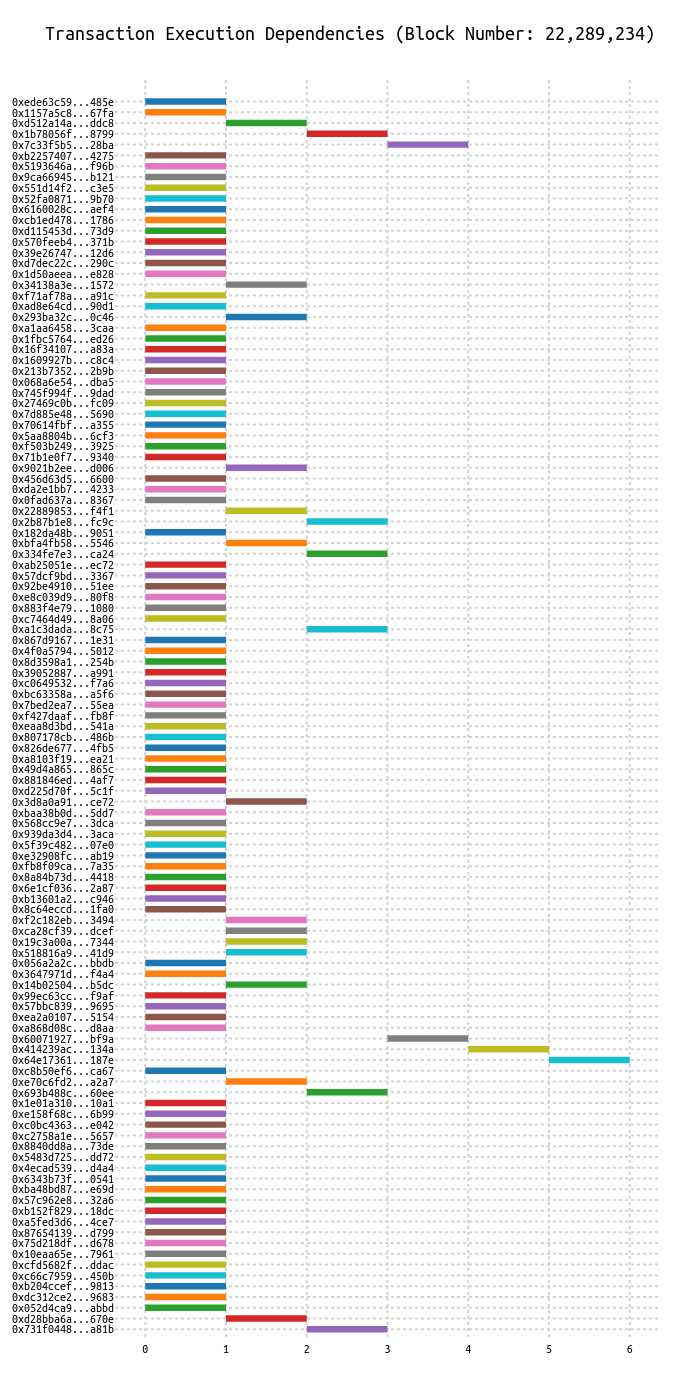 Transaction Execution Dependencies (Block Number: 22,289,234)
0xede63c59...485e
0x1157a5c8...67fa
0xd512a14a...ddc8
0x1b78056f...8799
0x7c33f5b5...28ba
0xb2257407...4275
0x5193646a...f96b
0x9ca66945...b121
0x551d14f2...c3e5
0x52fa0871...9b70
0x6160028c...aef4
0xcb1ed478...1786
0xd115453d...73d9
0x570feeb4...371b
0x39e26747...12d6
0xd7dec22c...290c
0x1d50aeea...e828
0x34138a3e...1572
0xf71af78a...a91c
0xad8e64cd...90d1
0x293ba32c...0c46
0xa1aa6458...3caa
0x1fbc5764...ed26
0x16f34107...a83a
0x1609927b...c8c4
0x213b7352...2b9b
0x068a6e54...dba5
0x745f994f...9dad
0x27469c0b...fc09
0x7d885e48...5690
0x70614fbf...a355
0x5aa8804b...6cf3
0xf503b249...3925
0x71b1e0f7...9340
0x9021b2ee...d006
0x456d63d5...6600
0xda2e1bb7...4233
0x0fad637a...8367
0x22889853...f4f1
0x2b87b1e8...fc9c
0x182da48b...9051
0xbfa4fb58...5546
0x334fe7e3...ca24
0xab25051e...ec72
0x57dcf9bd...3367
0x92be4910...51ee
0xe8c039d9...80f8
0x883f4e79...1080
0xc7464d49...8a06
0xa1c3dada...8c75
0x867d9167...1e31
0x4f0a5794...5012
0x8d3598a1...254b
0x39052887...a991
0xc0649532...f7a6
0xbc63358a...a5f6
0x7bed2ea7...55ea
0xf427daaf...fb8f
0xeaa8d3bd...541a
0x807178cb...486b
0x826de677...4fb5
0xa8103f19...ea21
0x49d4a865...865c
0x881846ed...4af7
0xd225d70f...5c1f
0x3d8a0a91...ce72
0xbaa38b0d...5dd7
0x568cc9e7...3dca
0x939da3d4...3aca
0x5f39c482...07e0
0xe32908fc...ab19
0xfb8f09ca...7a35
0x8a84b73d...4418
0x6e1cf036...2a87
0xb13601a2...c946
0x8c64eccd...1fa0
0xf2c182eb...3494
0xca28cf39...dcef
0x19c3a00a...7344
0x518816a9...41d9
0x056a2a2c...bbdb
0x3647971d...f4a4
0x14b02504...b5dc
0x99ec63cc...f9af
0x57bbc839...9695
0xea2a0107...5154
0xa868d08c...d8aa
0x60071927...bf9a
0x414239ac...134a
0x64e17361...187e
0xc8b50ef6...ca67
0xe70c6fd2...a2a7
0x693b488c...60ee
0x1e01a310...10a1
0xe158f68c...6b99
0xc0bc4363...e042
0xc2758a1e...5657
0x8840dd8a...73de
0x5483d725...dd72
0x4ecad539...d4a4
0x6343b73f...0541
0xba48bd87...e69d
0x57c962e8...32a6
0xb152f829...18dc
0xa5fed3d6...4ce7
0x87654139...d799
0x75d218df...d678
0x10eaa65e...7961
0xcfd5682f...ddac
0xc66c7959...450b
0xb204ccef...9813
0xdc312ce2...9683
0x052d4ca9...abbd
0xd28bba6a...670e
0x731f0448...a81b
0 1 2 3 4 5 6